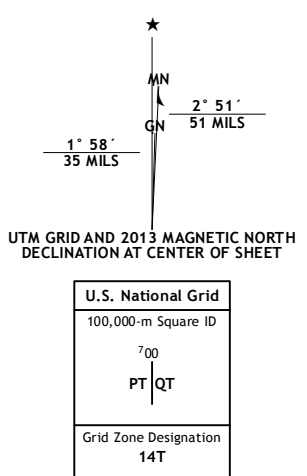 ★
MN
2° 51´
51 MILS
GN
1° 58´
35 MILS
UTM GRID AND 2013 MAGNETIC NORTH
DECLINATION AT CENTER OF SHEET
U.S. National Grid
100,000-m Square ID
⁷00
PT QT
Grid Zone Designation
14T